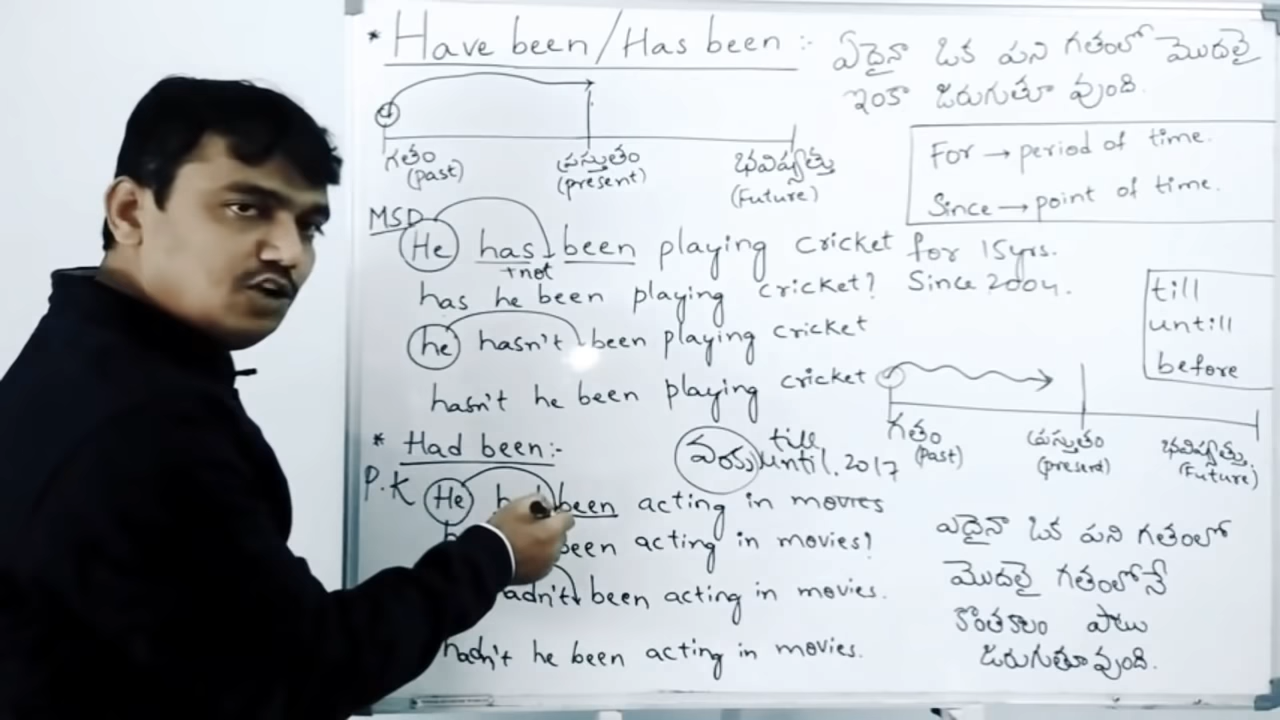 * Have been/Has been :-
ఏదైనా ఒక పని గతంలో మొదలై
ఇంకా జరుగుతూ వుంది.
గతం
(past)
ప్రస్తుతం
(present)
భవిష్యత్తు
(Future)
For → period of time.
Since → point of time.
MSD
He has been playing cricket for 15yrs.
+not
has he been playing cricket? Since 2004.
he hasn't been playing cricket
hasn't he been playing cricket
till
until
before
గతం
(past)
ప్రస్తుతం
(present)
భవిష్యత్తు
(Future)
* Had been:-
వరకు
till
until. 2017
P.K He had been acting in movies
been acting in movies?
hadn't been acting in movies.
hadn't he been acting in movies.
ఏదైనా ఒక పని గతంలో
మొదలై గతంలోనే
కొంతకాలం పాటు
జరుగుతూవుంది.